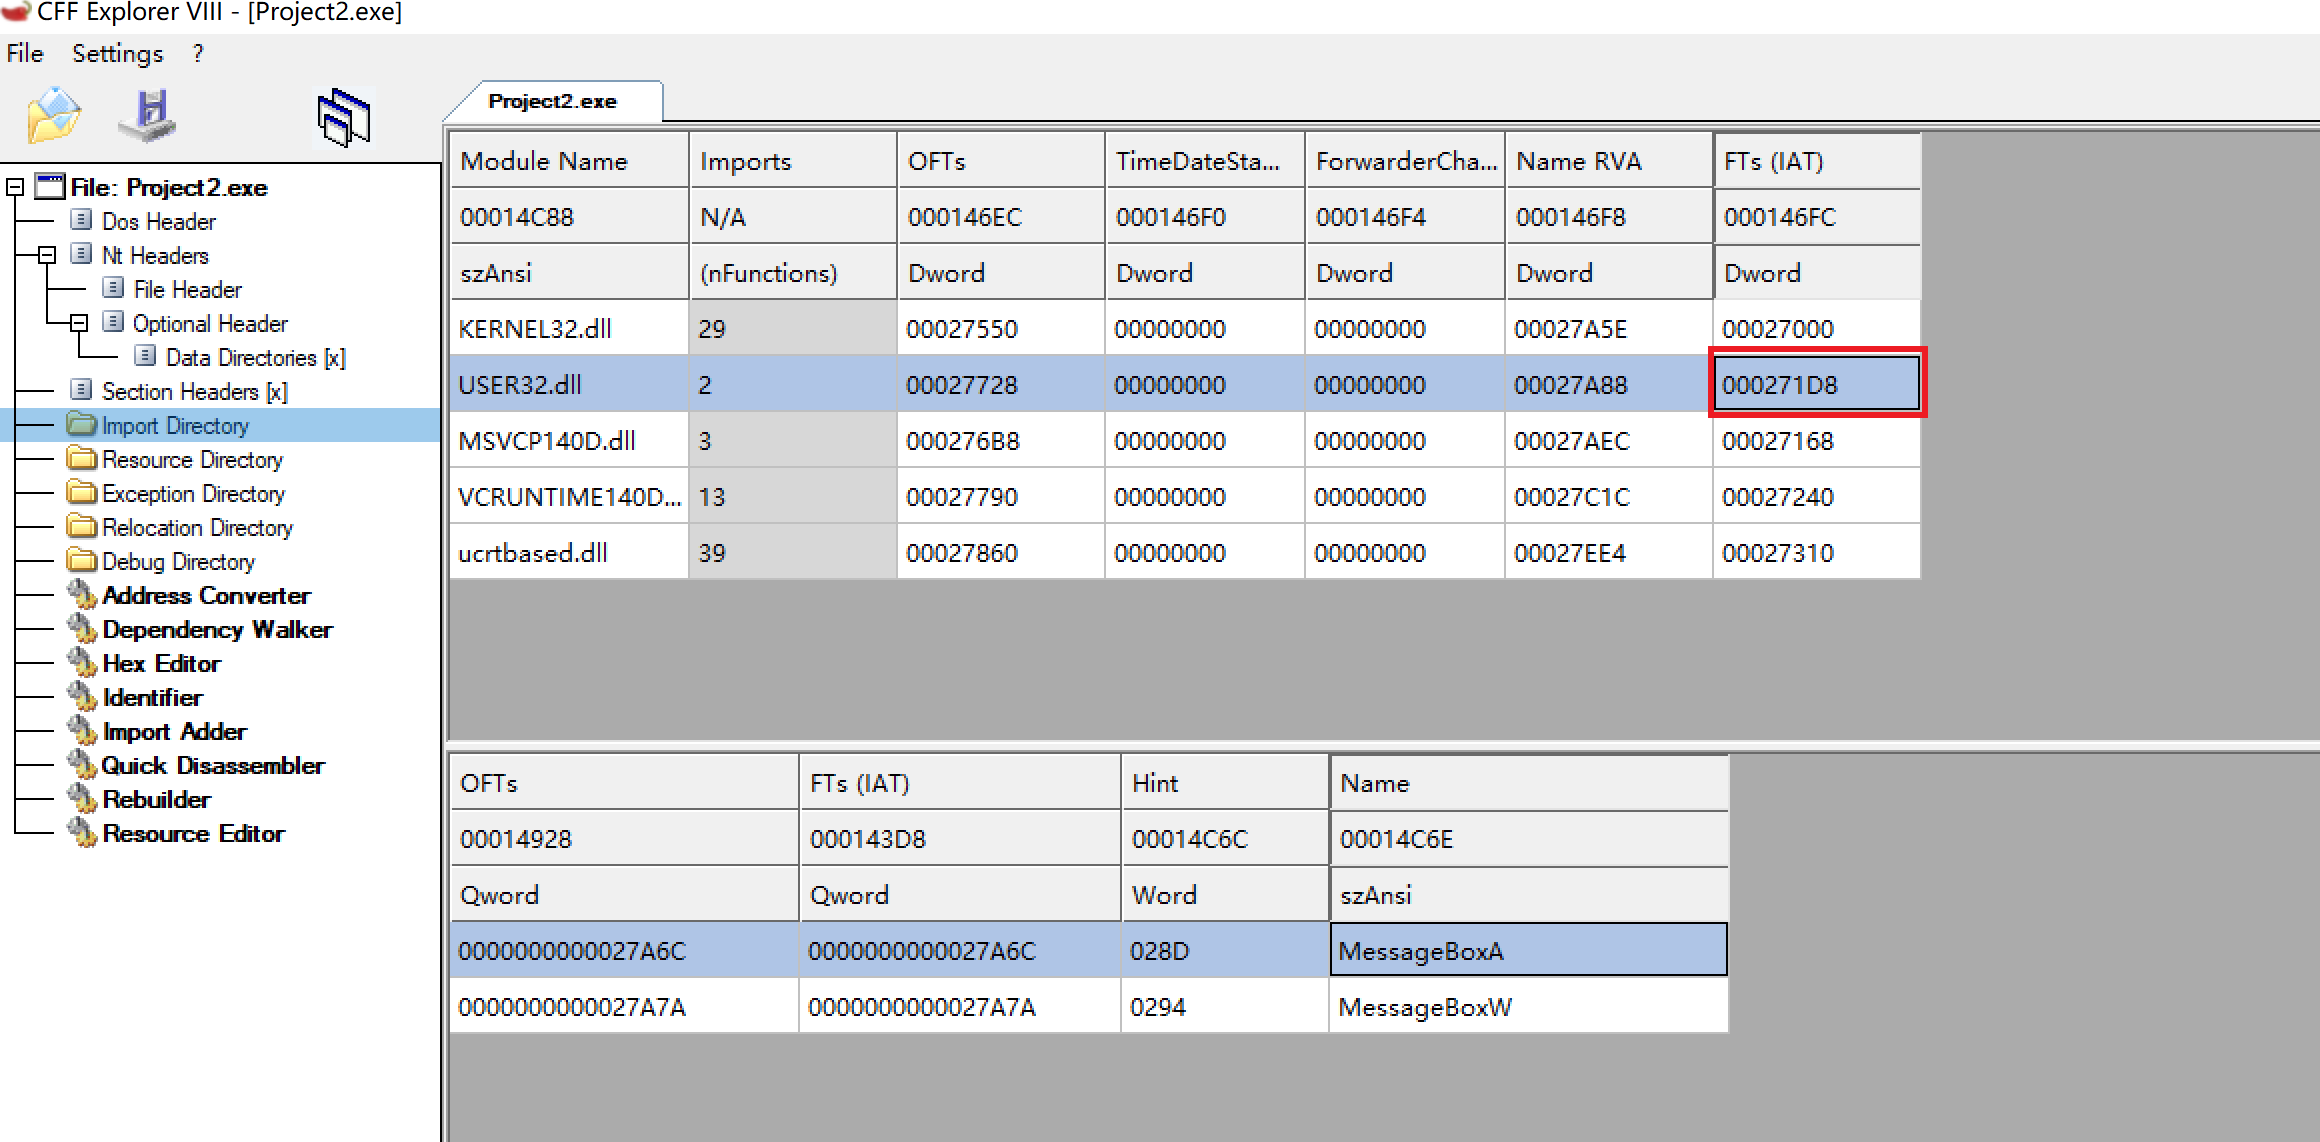 CFF Explorer VIII - [Project2.exe]
File Settings ?
Project2.exe
File: Project2.exe
Dos Header
Nt Headers
File Header
Optional Header
Data Directories [x]
Section Headers [x]
Import Directory
Resource Directory
Exception Directory
Relocation Directory
Debug Directory
Address Converter
Dependency Walker
Hex Editor
Identifier
Import Adder
Quick Disassembler
Rebuilder
Resource Editor
Module Name Imports OFTs TimeDateSta... ForwarderCha... Name RVA FTs (IAT)
00014C88 N/A 000146EC 000146F0 000146F4 000146F8 000146FC
szAnsi (nFunctions) Dword Dword Dword Dword Dword
KERNEL32.dll 29 00027550 00000000 00000000 00027A5E 00027000
USER32.dll 2 00027728 00000000 00000000 00027A88 000271D8
MSVCP140D.dll 3 000276B8 00000000 00000000 00027AEC 00027168
VCRUNTIME140D... 13 00027790 00000000 00000000 00027C1C 00027240
ucrtbased.dll 39 00027860 00000000 00000000 00027EE4 00027310
OFTs FTs (IAT) Hint Name
00014928 000143D8 00014C6C 00014C6E
Qword Qword Word szAnsi
0000000000027A6C 0000000000027A6C 028D MessageBoxA
0000000000027A7A 0000000000027A7A 0294 MessageBoxW